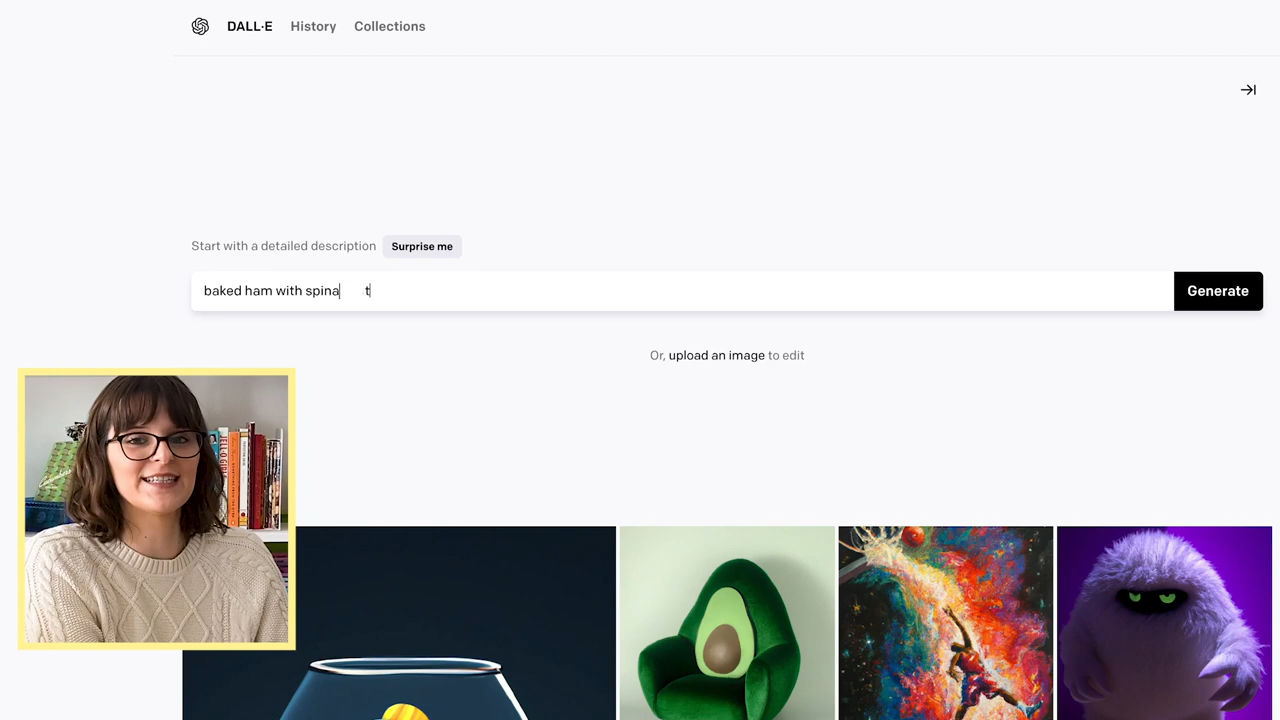 DALL·E History Collections
Start with a detailed description Surprise me
baked ham with spina t
Generate
Or, upload an image to edit